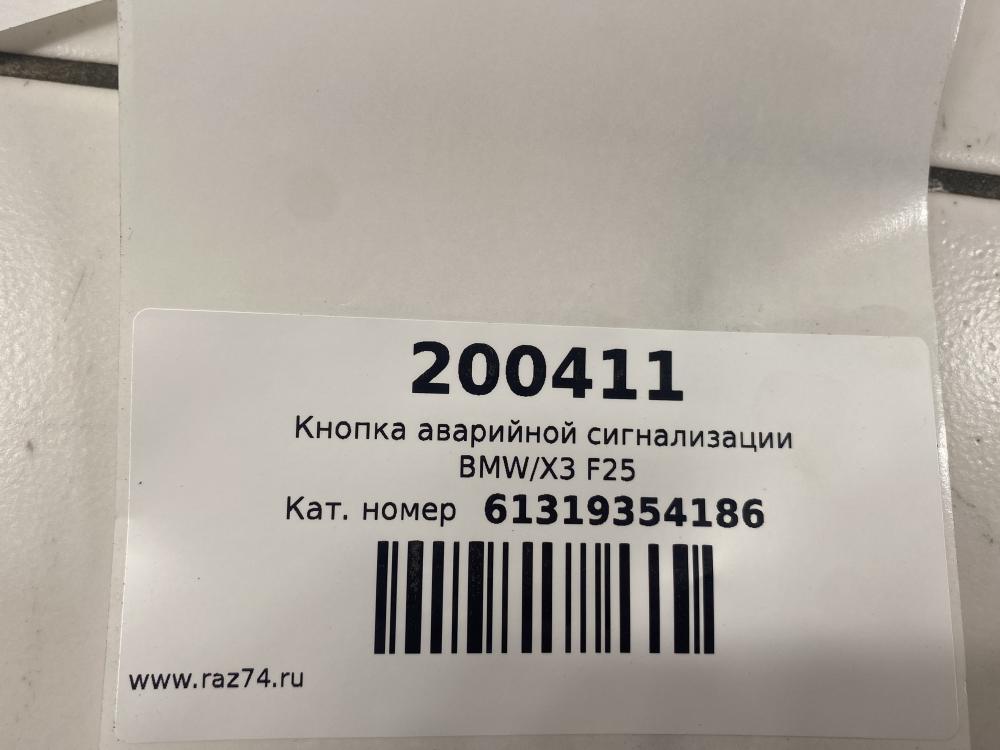 200411
Кнопка аварийной сигнализации
BMW/X3 F25
Кат. номер 61319354186
www.raz74.ru